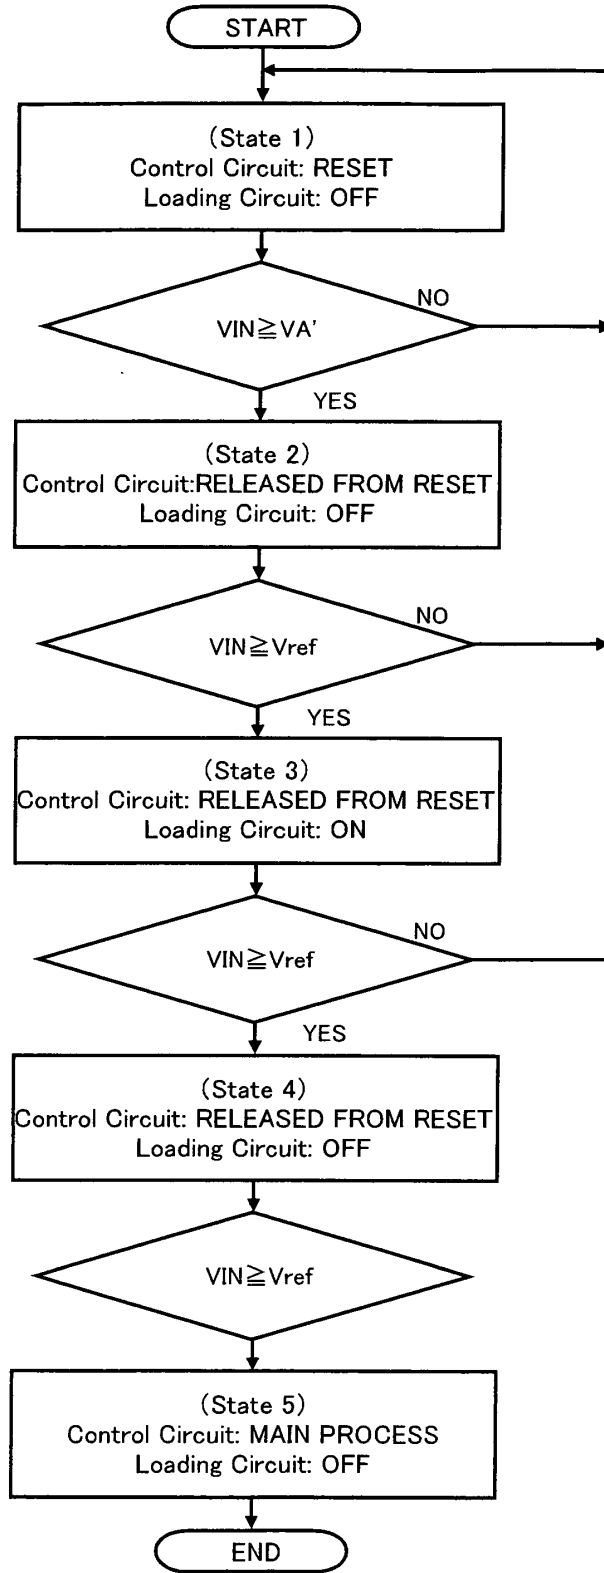 START
(State 1)
Control Circuit: RESET
Loading Circuit: OFF
NO
VIN≧VA'
YES
(State 2)
Control Circuit:RELEASED FROM RESET
Loading Circuit: OFF
NO
VIN≧Vref
YES
(State 3)
Control Circuit: RELEASED FROM RESET
Loading Circuit: ON
NO
VIN≧Vref
YES
(State 4)
Control Circuit: RELEASED FROM RESET
Loading Circuit: OFF
VIN≧Vref
(State 5)
Control Circuit: MAIN PROCESS
Loading Circuit: OFF
END